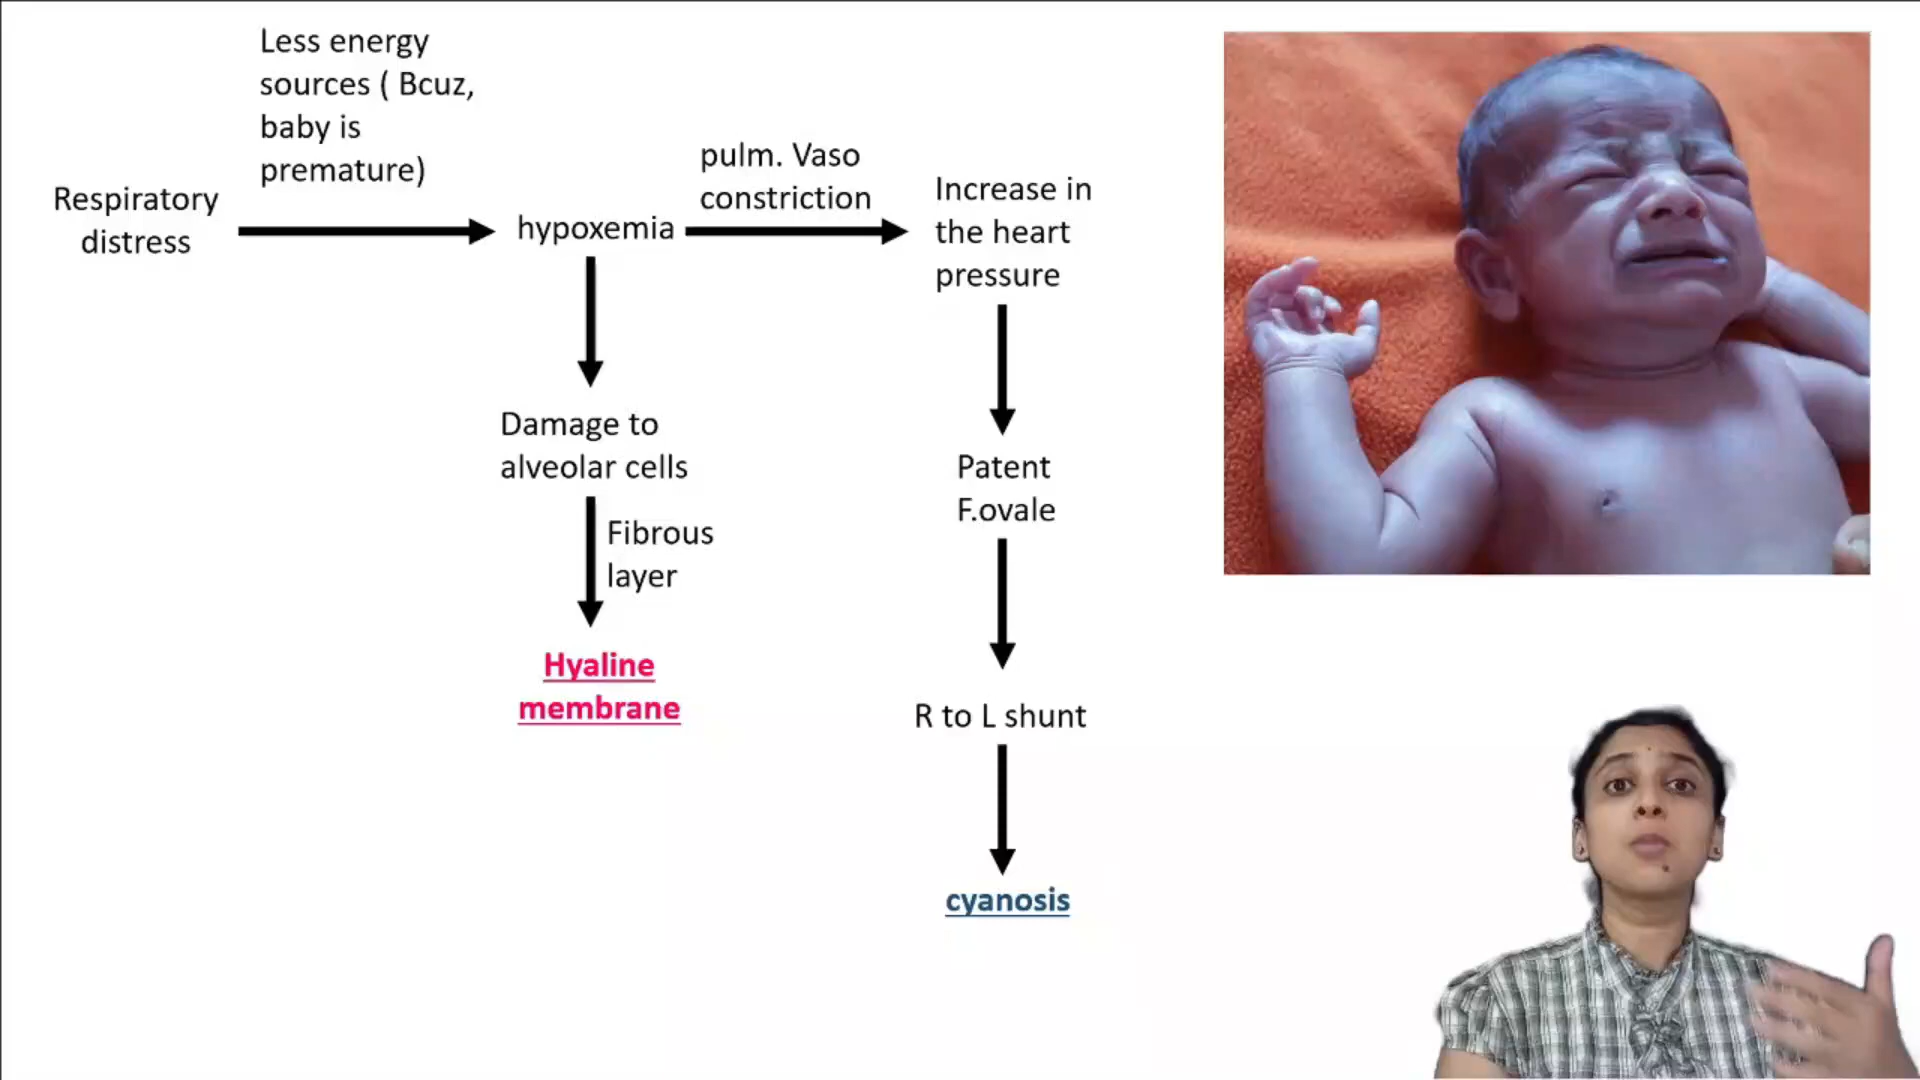 Less energy
sources ( Bcuz,
baby is
premature)
Respiratory
distress
hypoxemia
pulm. Vaso
constriction
Increase in
the heart
pressure
Damage to
alveolar cells
Fibrous
layer
Hyaline
membrane
Patent
F.ovale
R to L shunt
cyanosis